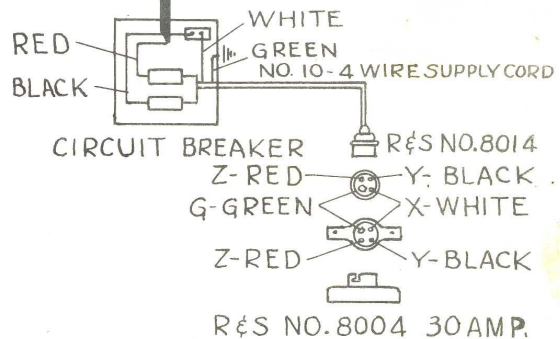 WHITE
RED
GREEN
NO. 10-4 WIRE SUPPLY CORD
BLACK
CIRCUIT BREAKER
R&S NO.8014
Z-RED
Y-BLACK
G-GREEN
X-WHITE
Z-RED
Y-BLACK
R&S NO.8004 30AMP.